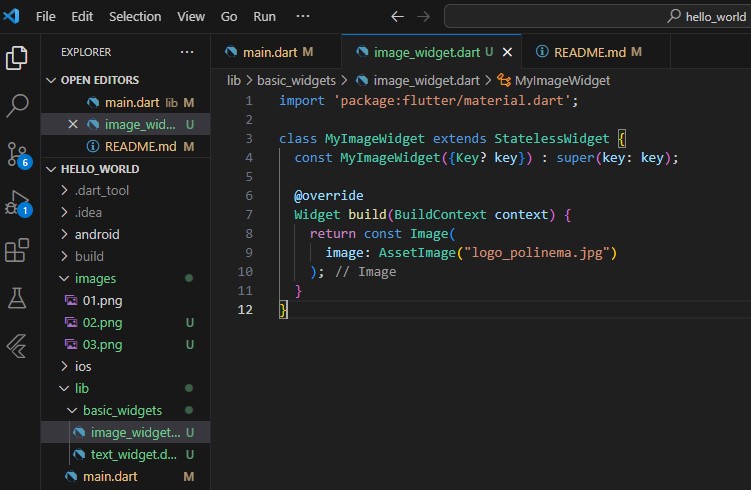 File Edit Selection View Go Run ··· hello_world
EXPLORER ···
OPEN EDITORS
main.dart lib M
image_wid... U
README.md M
HELLO_WORLD
.dart_tool
.idea
android
build
images
01.png
02.png U
03.png U
ios
lib
basic_widgets
image_widget... U
text_widget.d... U
main.dart M
6
1
main.dart M image_widget.dart U README.md M
lib > basic_widgets > image_widget.dart > MyImageWidget
1 import 'package:flutter/material.dart';
2
3 class MyImageWidget extends StatelessWidget {
4 const MyImageWidget({Key? key}) : super(key: key);
5
6 @override
7 Widget build(BuildContext context) {
8 return const Image(
9 image: AssetImage("logo_polinema.jpg")
10 ); // Image
11 }
12 }